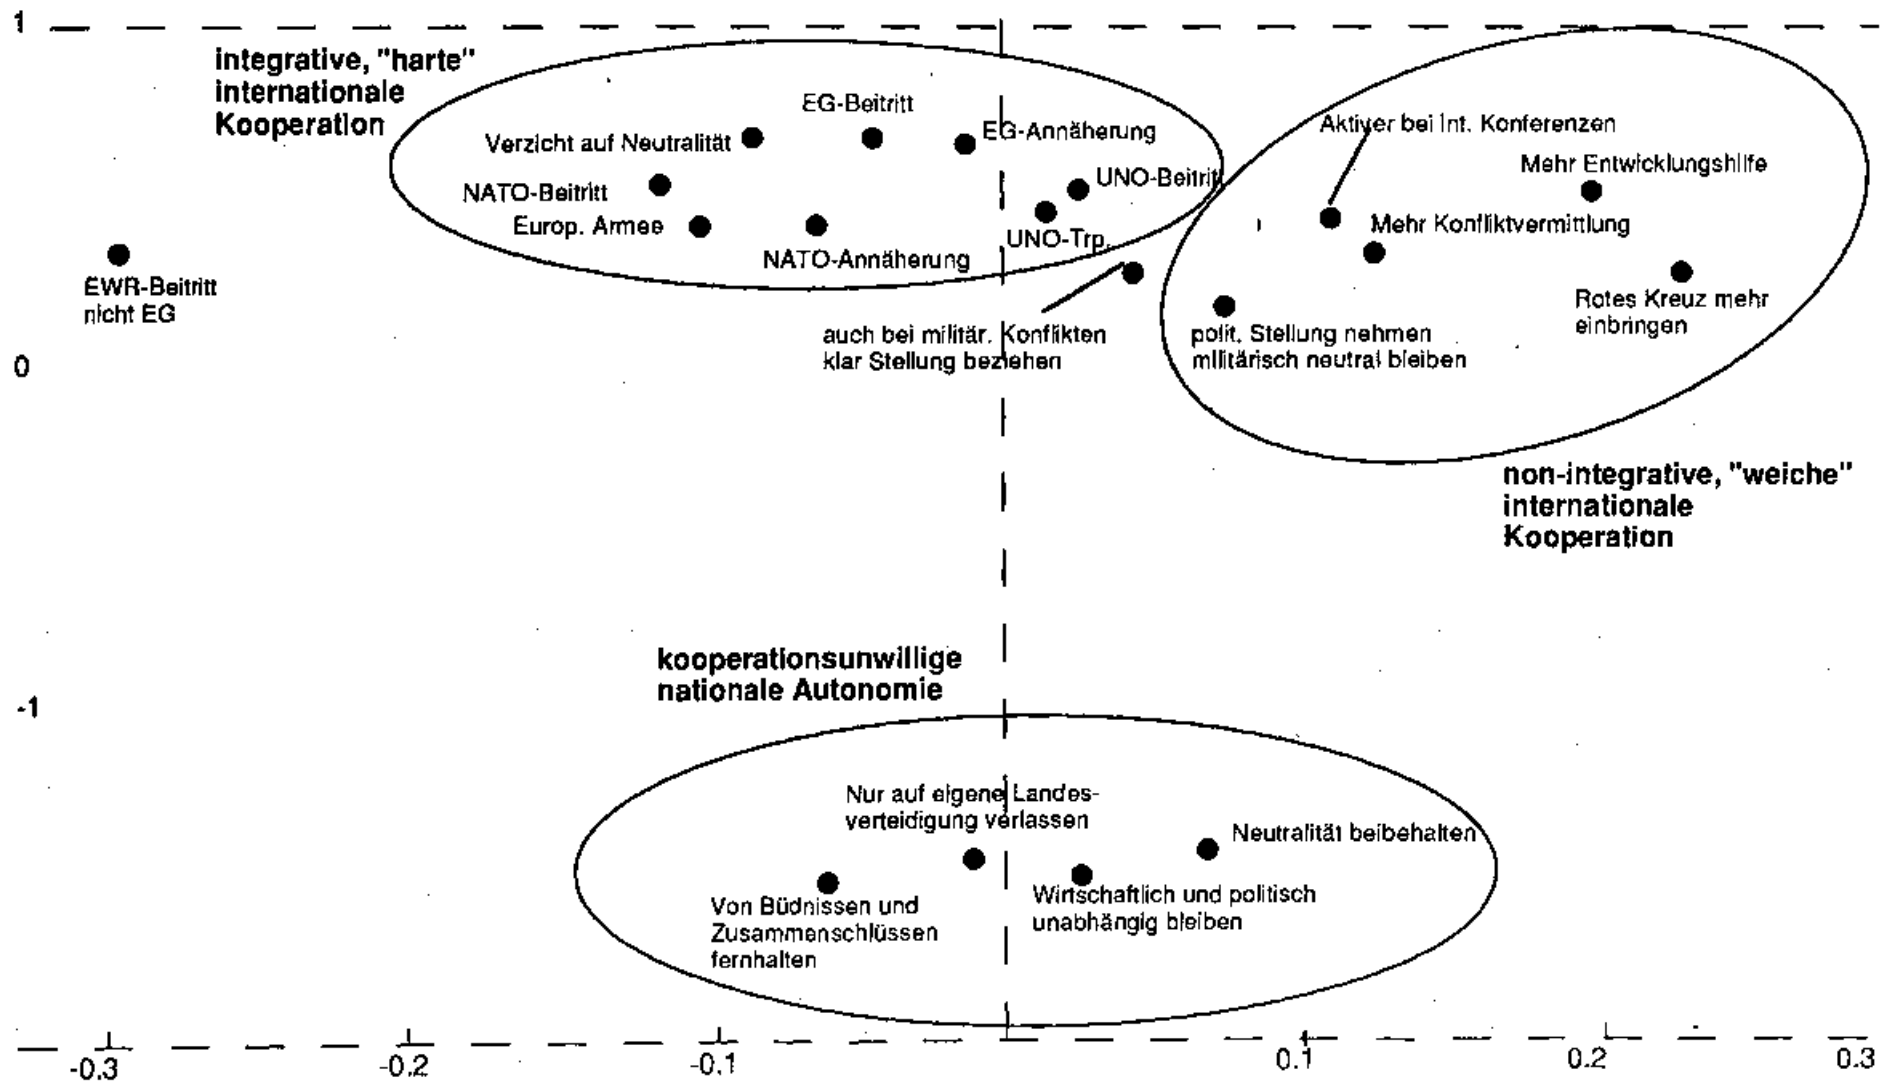 1
integrative, "harte"
internationale
Kooperation
EG-Beitritt
Verzicht auf Neutralität
EG-Annäherung
Aktiver bei Int. Konferenzen
Mehr Entwicklungshilfe
NATO-Beitritt
UNO-Beitritt
Europ. Armee
Mehr Konfliktvermittlung
UNO-Trp.
NATO-Annäherung
EWR-Beitritt
nicht EG
Rotes Kreuz mehr
einbringen
auch bei militär. Konflikten
klar Stellung beziehen
polit. Stellung nehmen
militärisch neutral bleiben
0
non-integrative, "weiche"
internationale
Kooperation
kooperationsunwillige
nationale Autonomie
-1
Nur auf eigene Landes-
verteidigung verlassen
Neutralität beibehalten
Wirtschaftlich und politisch
unabhängig bleiben
Von Büdnissen und
Zusammenschlüssen
fernhalten
-0.3 -0.2 -0.1 0.1 0.2 0.3